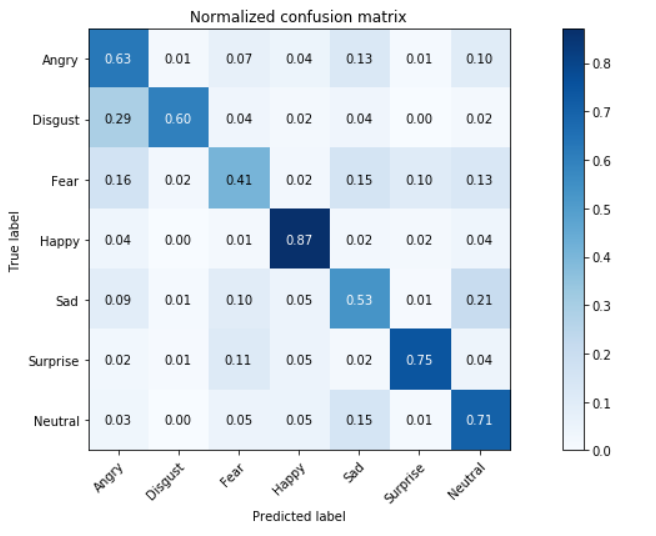 Normalized confusion matrix
Angry 0.63 0.01 0.07 0.04 0.13 0.01 0.10
Disgust 0.29 0.60 0.04 0.02 0.04 0.00 0.02
Fear 0.16 0.02 0.41 0.02 0.15 0.10 0.13
Happy 0.04 0.00 0.01 0.87 0.02 0.02 0.04
Sad 0.09 0.01 0.10 0.05 0.53 0.01 0.21
Surprise 0.02 0.01 0.11 0.05 0.02 0.75 0.04
Neutral 0.03 0.00 0.05 0.05 0.15 0.01 0.71
True label
Angry Disgust Fear Happy Sad Surprise Neutral
Predicted label
0.8
0.7
0.6
0.5
0.4
0.3
0.2
0.1
0.0